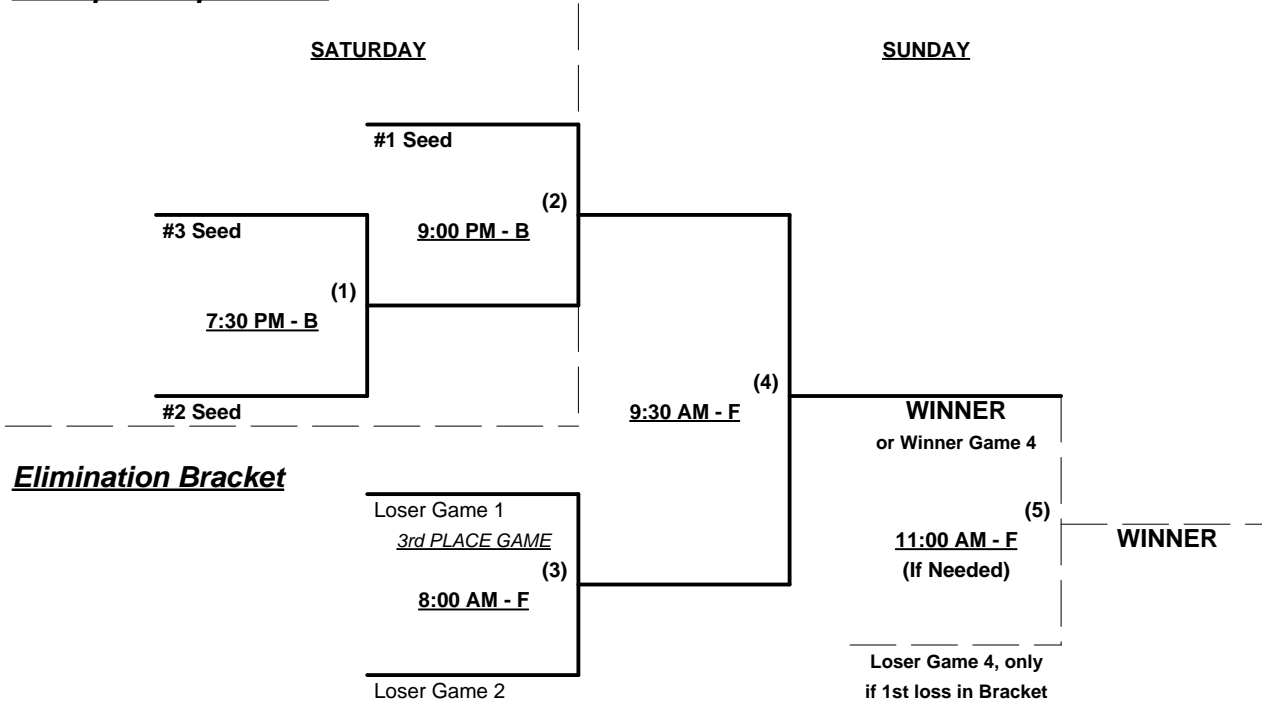 SATURDAY
SUNDAY
#1 Seed
(2)
9:00 PM - B
#3 Seed
(1)
7:30 PM - B
#2 Seed
(4)
9:30 AM - F
WINNER
or Winner Game 4
Elimination Bracket
Loser Game 1
3rd PLACE GAME
(3)
8:00 AM - F
Loser Game 2
(5)
11:00 AM - F
(If Needed)
WINNER
Loser Game 4, only
if 1st loss in Bracket